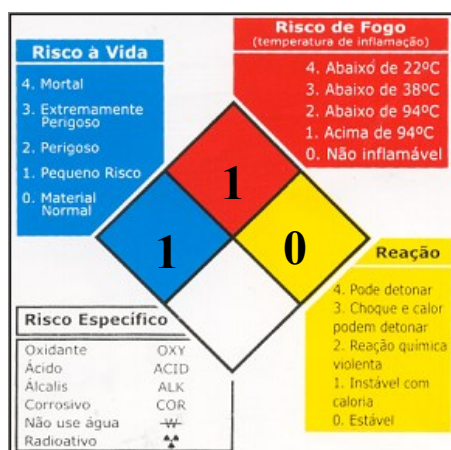 Risco à Vida
4. Mortal
3. Extremamente
Perigoso
2. Perigoso
1. Pequeno Risco
0. Material
Normal
Risco de Fogo
(temperatura de inflamação)
4. Abaixo de 22ºC
3. Abaixo de 38ºC
2. Abaixo de 94ºC
1. Acima de 94ºC
0. Não inflamável
1
1
0
Reação
4. Pode detonar
3. Choque e calor
podem detonar
2. Reação química
violenta
1. Instável com
caloria
0. Estável
Risco Específico
Oxidante OXY
Ácido ACID
Álcalis ALK
Corrosivo COR
Não use água W
Radioativo